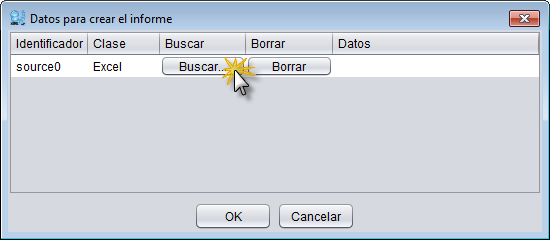 Datos para crear el informe
Identificador Clase Buscar Borrar Datos
source0 Excel Buscar... Borrar
OK Cancelar